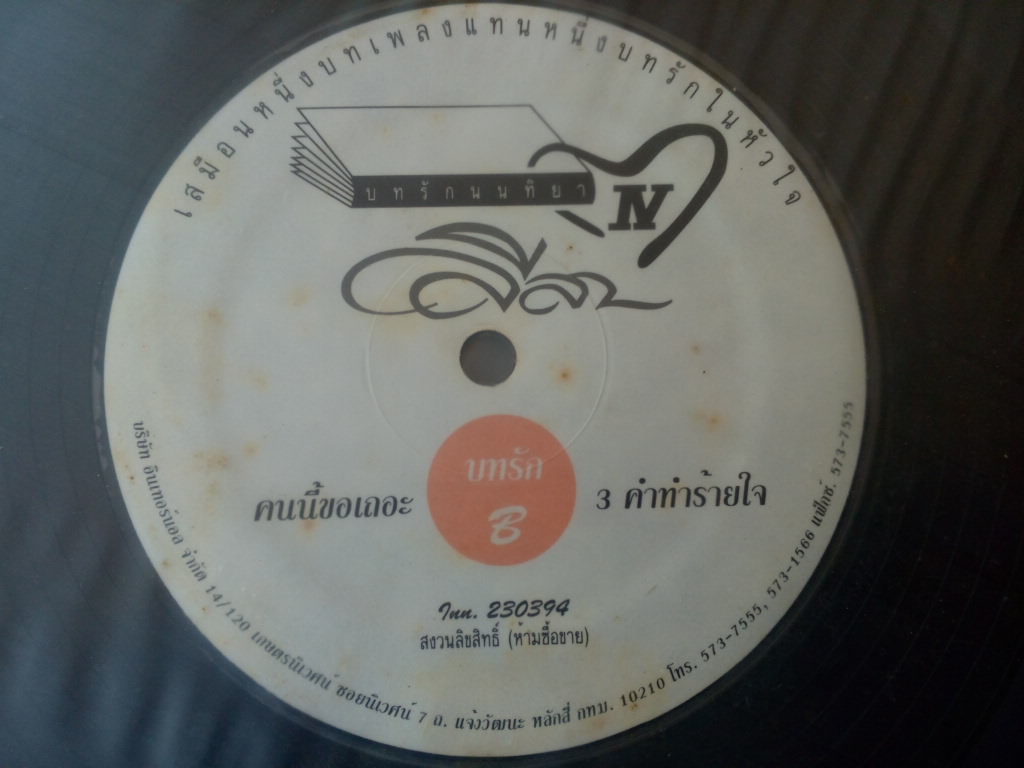 เสมือนหนึ่งบทเพลงแทนหนึ่งบทรักในหัวใจ
บทรักนนทิยา
IV
ลีลา
บทรัก
B
คนนี้ขอเถอะ
3 คำทำร้ายใจ
Inn. 230394
สงวนลิขสิทธิ์ (ห้ามซื้อขาย)
บริษัท อินเทอร์นอล จำกัด 14/120 เกษตรนิเวศน์ ซอยนิเวศน์ 7 ถ. แจ้งวัฒนะ หลักสี่ กทม. 10210 โทร. 573-7555, 573-1566 แฟ็กซ์. 573-7555